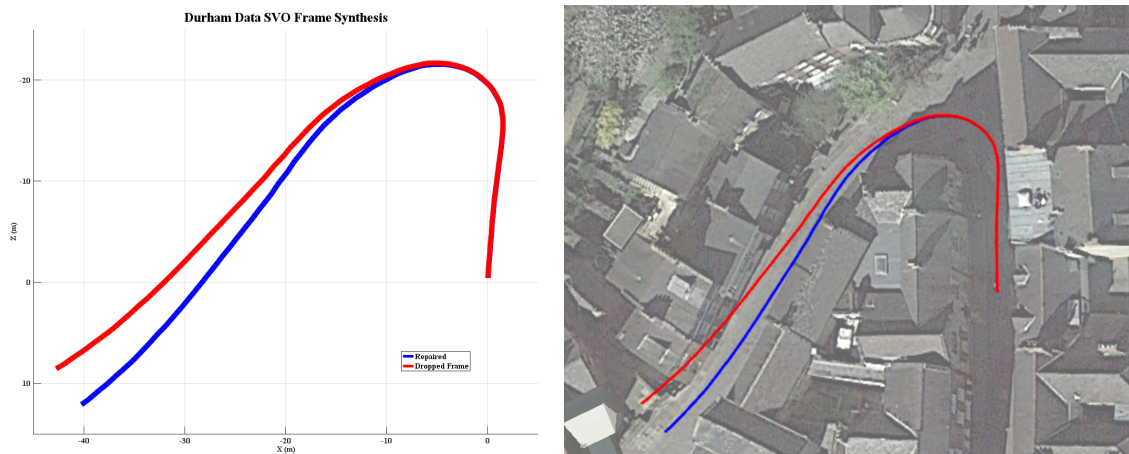 Durham Data SVO Frame Synthesis
-20
-10
0
10
Z (m)
Repaired
Dropped Frame
-40
-30
-20
-10
0
X (m)